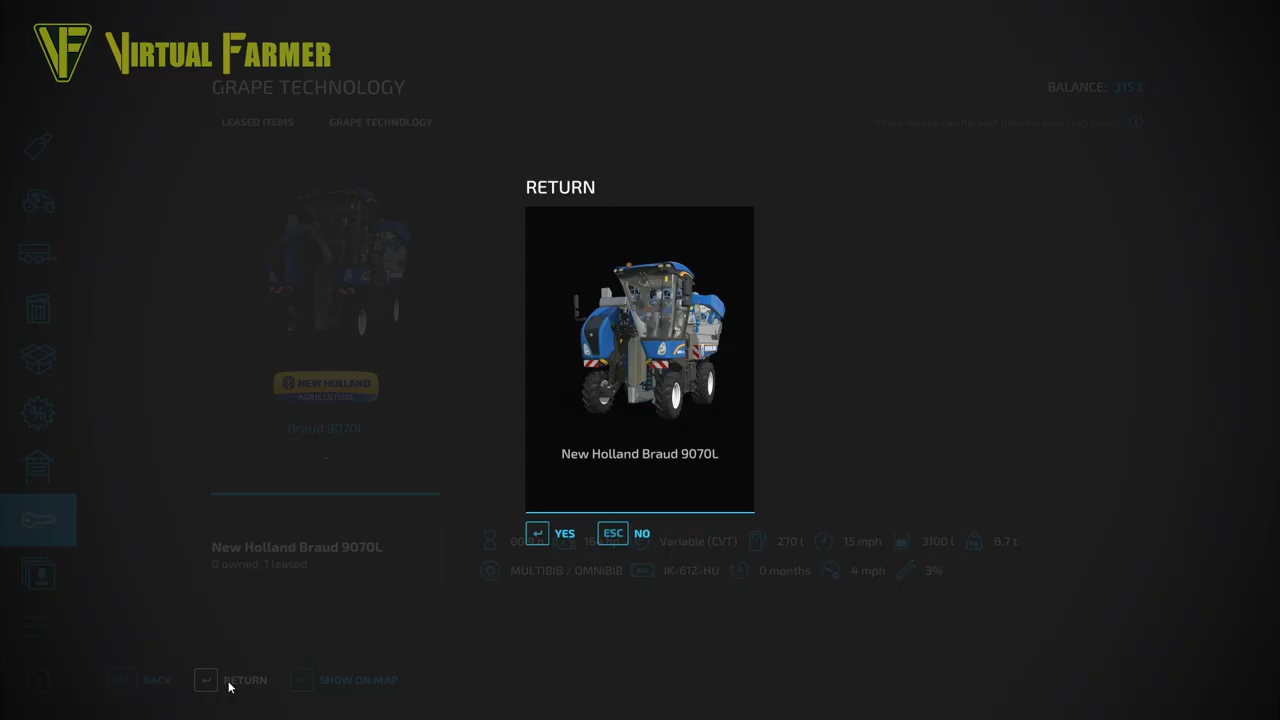 VF VIRTUAL FARMER
GRAPE TECHNOLOGY
BALANCE: 315 £
LEASED ITEMS GRAPE TECHNOLOGY
RETURN
NEW HOLLAND
AGRICULTURE
Braud 9070L
-
New Holland Braud 9070L
YES ESC NO
New Holland Braud 9070L
0 owned, 1 leased
Variable (CVT) 270 l 15 mph 3100 l 8.7 t
MULTIBIB / OMNIBIB JK-612-HU 0 months 4 mph 3%
BACK RETURN SHOW ON MAP